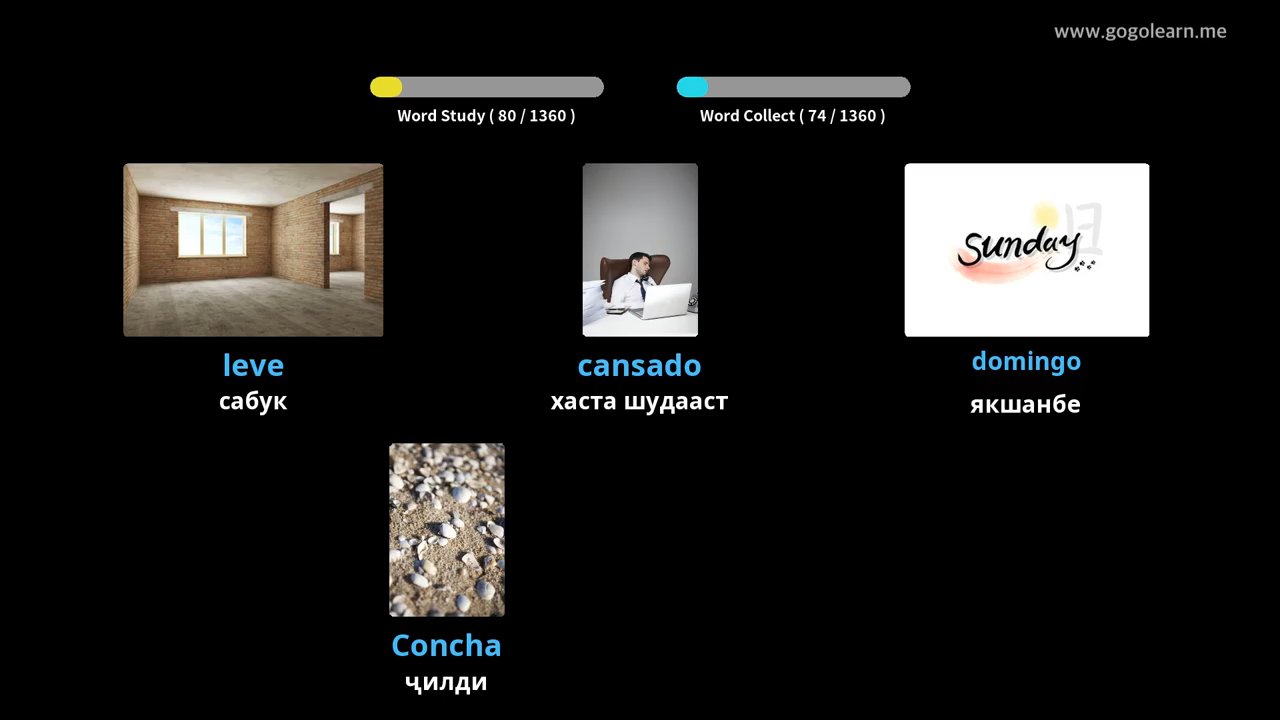 www.gogolearn.me
Word Study ( 80 / 1360 )
Word Collect ( 74 / 1360 )
Sunday
leve
сабук
cansado
хаста шудааст
domingo
якшанбе
Concha
ҷилди